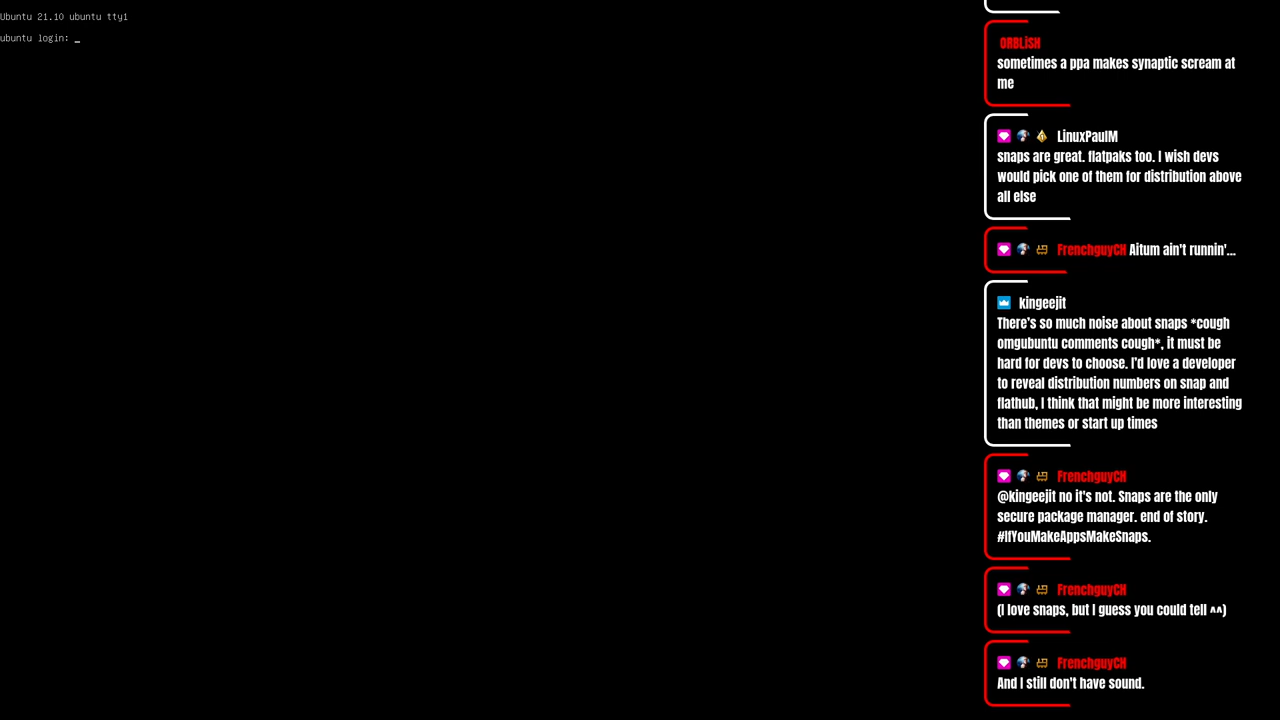 Ubuntu 21.10 ubuntu tty1
ubuntu login: _
ORBLiSH
sometimes a ppa makes synaptic scream at
me
LinuxPaulM
snaps are great. flatpaks too. I wish devs
would pick one of them for distribution above
all else
FrenchguyCH Aitum ain't runnin'...
kingeejit
There's so much noise about snaps *cough
omgubuntu comments cough*, it must be
hard for devs to choose. I'd love a developer
to reveal distribution numbers on snap and
flathub, I think that might be more interesting
than themes or start up times
FrenchguyCH
@kingeejit no it's not. Snaps are the only
secure package manager. end of story.
#IfYouMakeAppsMakeSnaps.
FrenchguyCH
(I love snaps, but I guess you could tell ^^)
FrenchguyCH
And I still don't have sound.